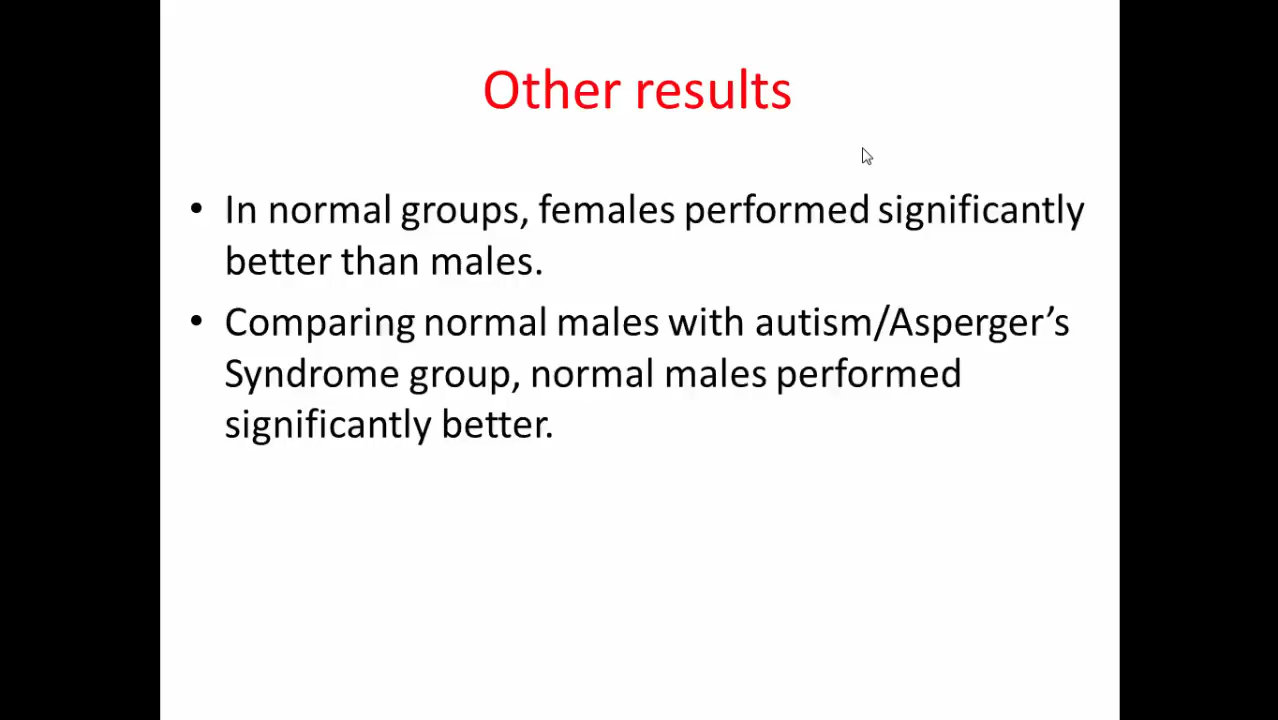 Other results
• In normal groups, females performed significantly
better than males.
• Comparing normal males with autism/Asperger’s
Syndrome group, normal males performed
significantly better.